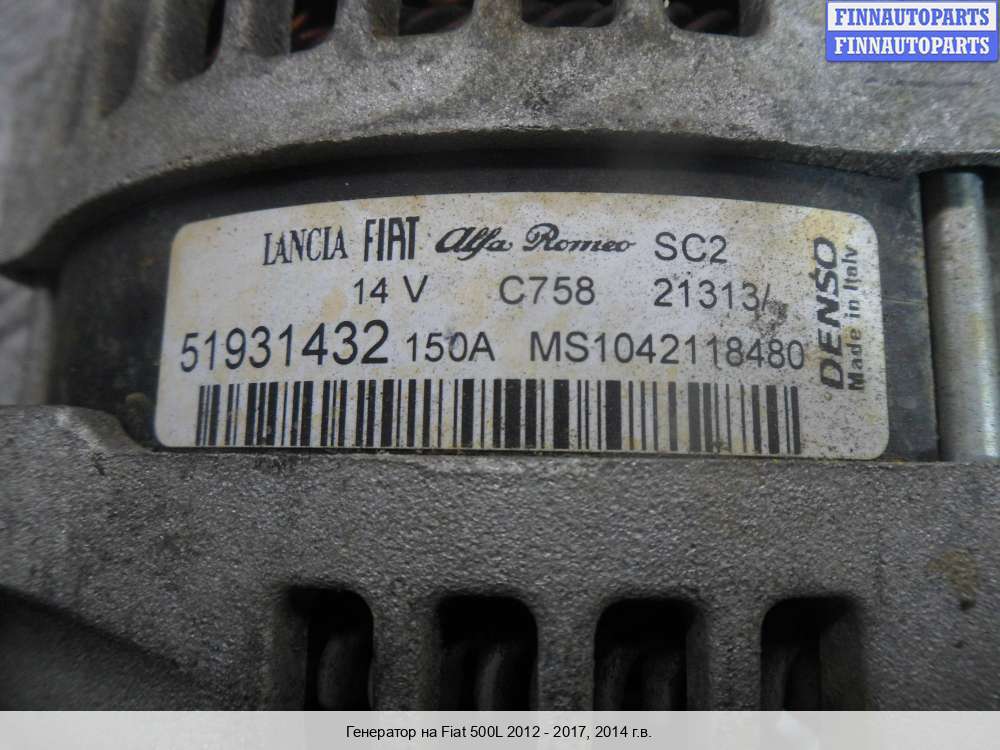 FINNAUTOPARTS
FINNAUTOPARTS
LANCIA FIAT Alfa Romeo SC2
14 V C758 21313/
51931432 150A MS1042118480
DENSO
Made in Italy
Генератор на Fiat 500L 2012 - 2017, 2014 г.в.